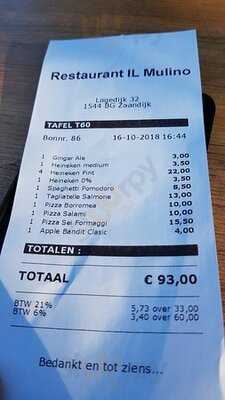 Restaurant IL Mulino
Lagedijk 32
1544 BG Zaandijk
TAFEL T60
Bonnr. 86 16-10-2018 16:44
1 Ginger Ale 3,00
1 Heineken medium 3,50
4 Heineken Pint 22,00
1 Heineken 0% 3,50
1 Spaghetti Pomodoro 8,50
1 Tagliatelle Salmone 13,00
1 Pizza Borromea 10,00
1 Pizza Salami 10,00
1 Pizza Sei Formaggi 15,50
1 Apple Bandit Clasic 4,00
TOTALEN :
TOTAAL € 93,00
BTW 21% 5,73 over 33,00
BTW 6% 3,40 over 60,00
Bedankt en tot ziens...